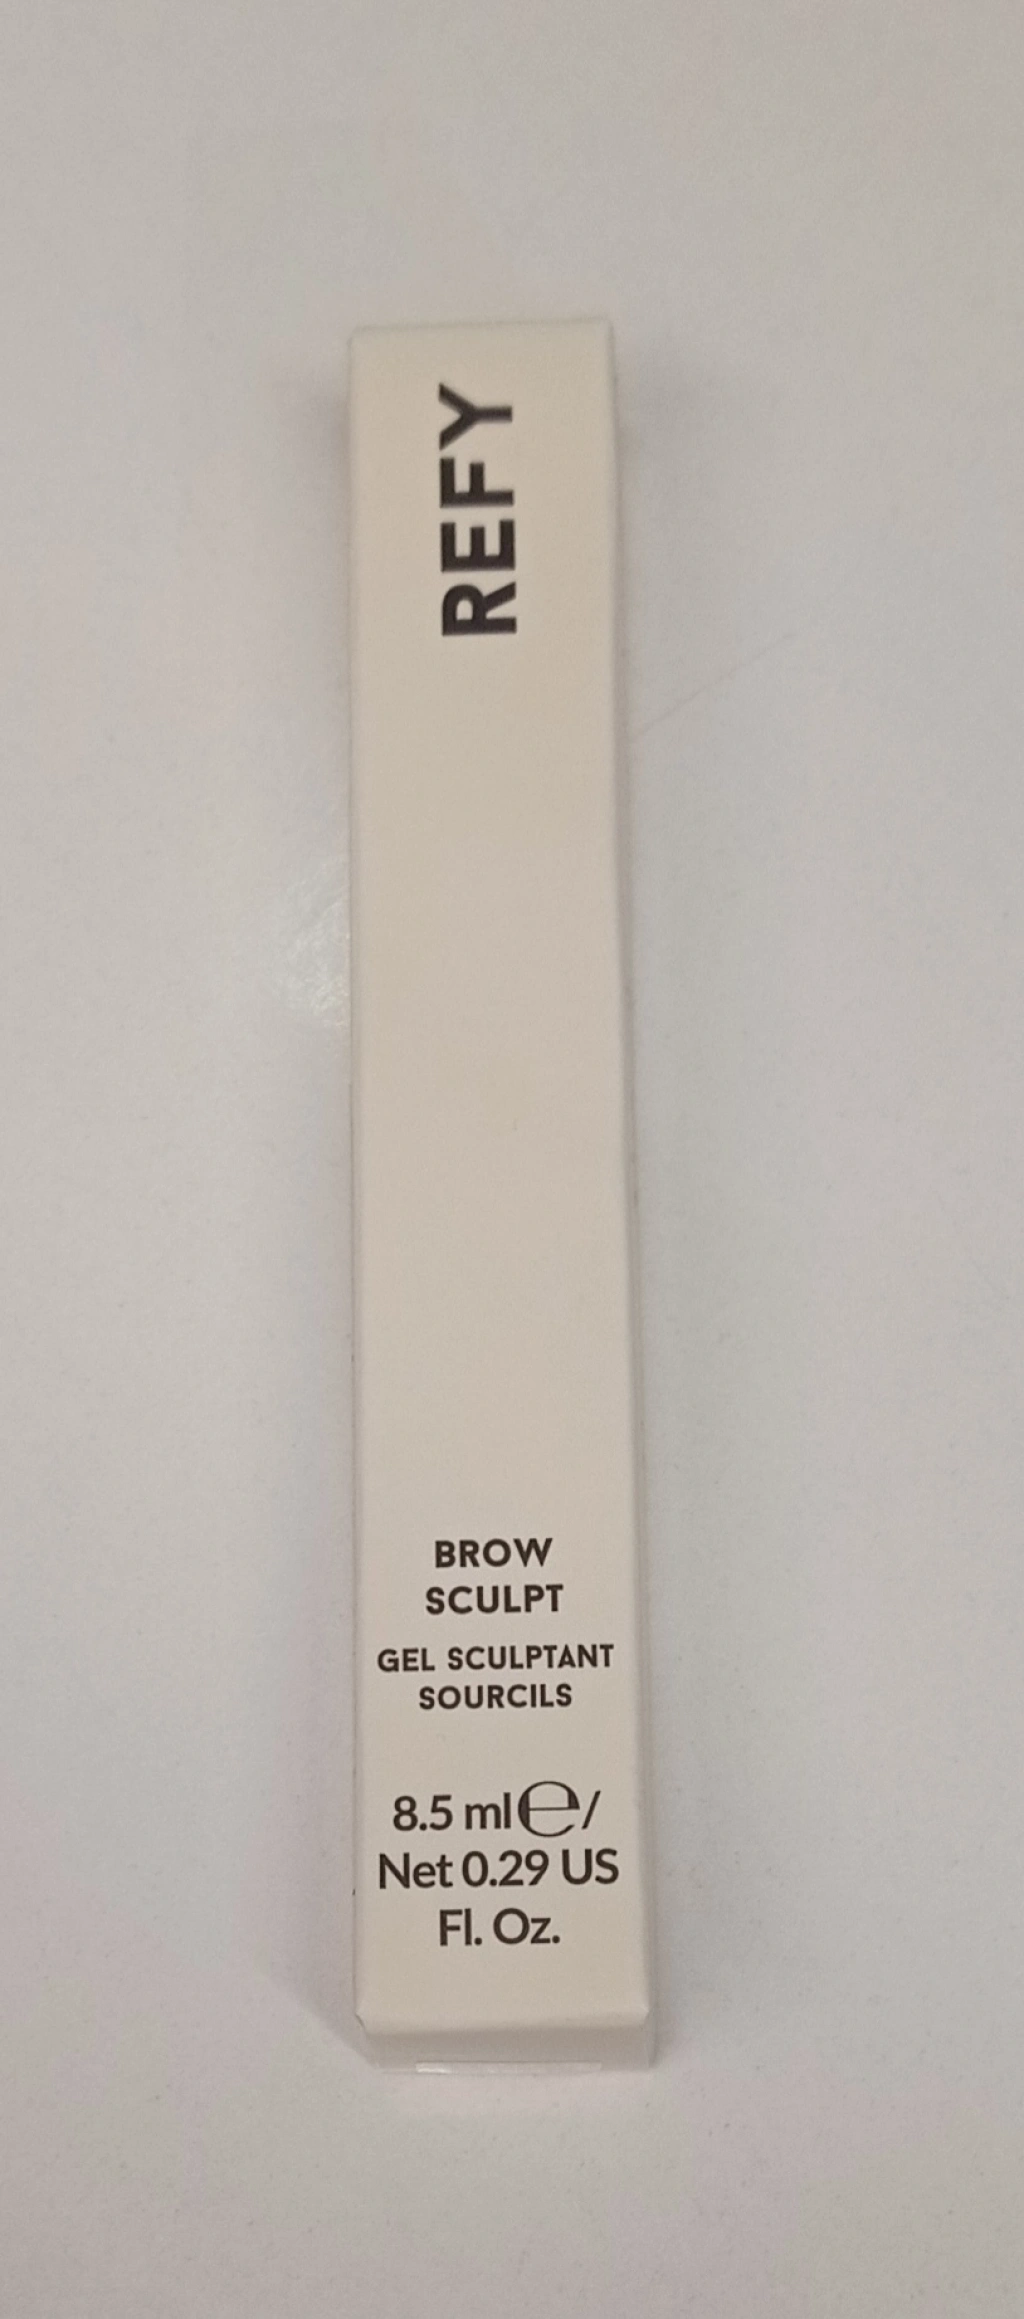 REFY
BROW
SCULPT
GEL SCULPTANT
SOURCILS
8.5 ml ℮/
Net 0.29 US
Fl. Oz.